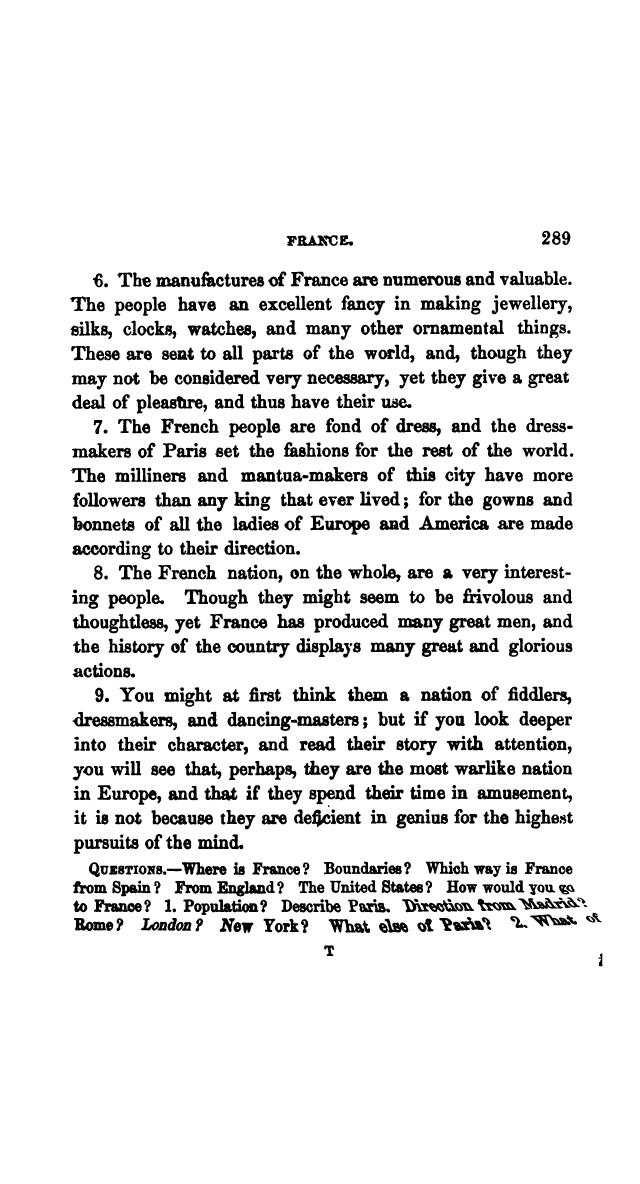 FRANCE. 289
6. The manufactures of France are numerous and valuable.
The people have an excellent fancy in making jewellery,
silks, clocks, watches, and many other ornamental things.
These are sent to all parts of the world, and, though they
may not be considered very necessary, yet they give a great
deal of pleasure, and thus have their use.
7. The French people are fond of dress, and the dress-
makers of Paris set the fashions for the rest of the world.
The milliners and mantua-makers of this city have more
followers than any king that ever lived; for the gowns and
bonnets of all the ladies of Europe and America are made
according to their direction.
8. The French nation, on the whole, are a very interest-
ing people. Though they might seem to be frivolous and
thoughtless, yet France has produced many great men, and
the history of the country displays many great and glorious
actions.
9. You might at first think them a nation of fiddlers,
dressmakers, and dancing-masters; but if you look deeper
into their character, and read their story with attention,
you will see that, perhaps, they are the most warlike nation
in Europe, and that if they spend their time in amusement,
it is not because they are deficient in genius for the highest
pursuits of the mind.
QUESTIONS.—Where is France? Boundaries? Which way is France
from Spain? From England? The United States? How would you go
to France? 1. Population? Describe Paris. Direction from Madrid?
Rome? London? New York? What else of Paris? 2. What of
T